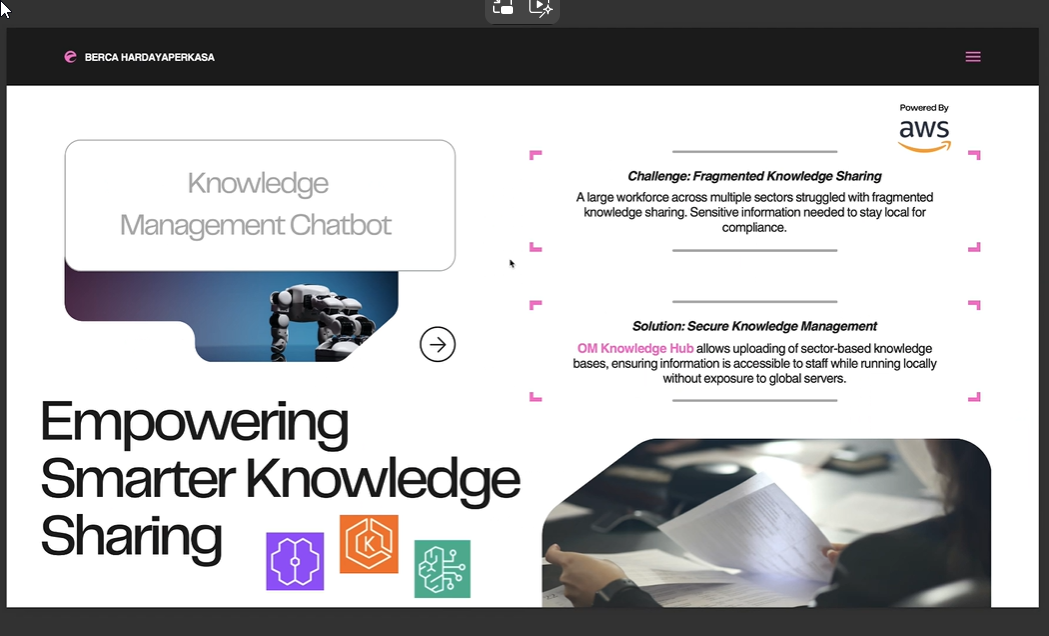 BERCA HARDAYAPERKASA
Powered By
aws
Knowledge
Management Chatbot
Challenge: Fragmented Knowledge Sharing
A large workforce across multiple sectors struggled with fragmented
knowledge sharing. Sensitive information needed to stay local for
compliance.
Solution: Secure Knowledge Management
OM Knowledge Hub allows uploading of sector-based knowledge
bases, ensuring information is accessible to staff while running locally
without exposure to global servers.
Empowering
Smarter Knowledge
Sharing
K